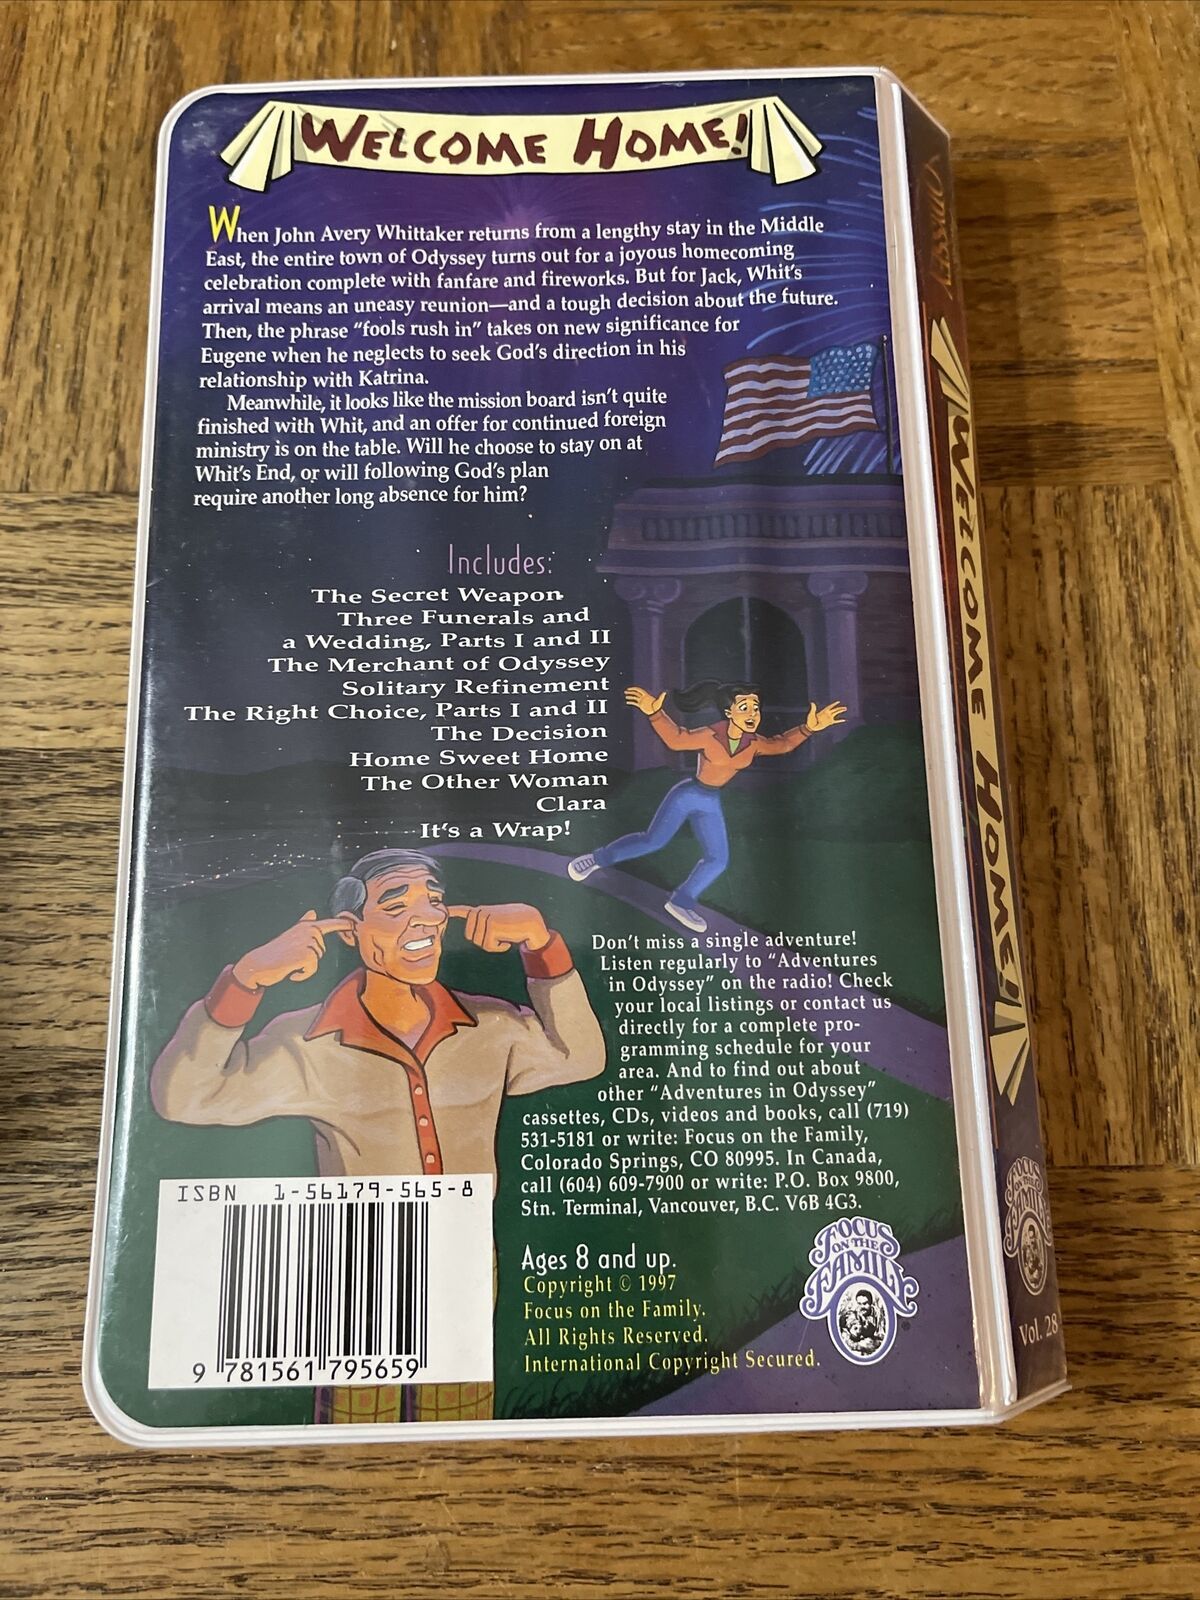 WELCOME HOME!
When John Avery Whittaker returns from a lengthy stay in the Middle
East, the entire town of Odyssey turns out for a joyous homecoming
celebration complete with fanfare and fireworks. But for Jack, Whit's
arrival means an uneasy reunion—and a tough decision about the future.
Then, the phrase "fools rush in" takes on new significance for
Eugene when he neglects to seek God's direction in his
relationship with Katrina.
Meanwhile, it looks like the mission board isn't quite
finished with Whit, and an offer for continued foreign
ministry is on the table. Will he choose to stay on at
Whit's End, or will following God's plan
require another long absence for him?
Includes:
The Secret Weapon
Three Funerals and
a Wedding, Parts I and II
The Merchant of Odyssey
Solitary Refinement
The Right Choice, Parts I and II
The Decision
Home Sweet Home
The Other Woman
Clara
It's a Wrap!
Don't miss a single adventure!
Listen regularly to "Adventures
in Odyssey" on the radio! Check
your local listings or contact us
directly for a complete pro-
gramming schedule for your
area. And to find out about
other "Adventures in Odyssey"
cassettes, CDs, videos and books, call (719)
531-5181 or write: Focus on the Family,
Colorado Springs, CO 80995. In Canada,
call (604) 609-7900 or write: P.O. Box 9800,
Stn. Terminal, Vancouver, B.C. V6B 4G3.
ISBN 1-56179-565-8
9 781561 795659
Ages 8 and up.
Copyright © 1997
Focus on the Family.
All Rights Reserved.
International Copyright Secured.
FOCUS
ON THE
FAMILY
®
ODYSSEY
WELCOME HOME!
FOCUS
ON THE
FAMILY
Vol. 28